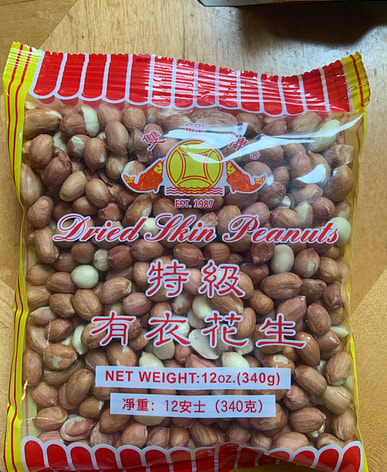 EST. 1987
Dried Skin Peanuts
特級
有衣花生
NET WEIGHT:12oz.(340g)
淨重：12安士（340克）